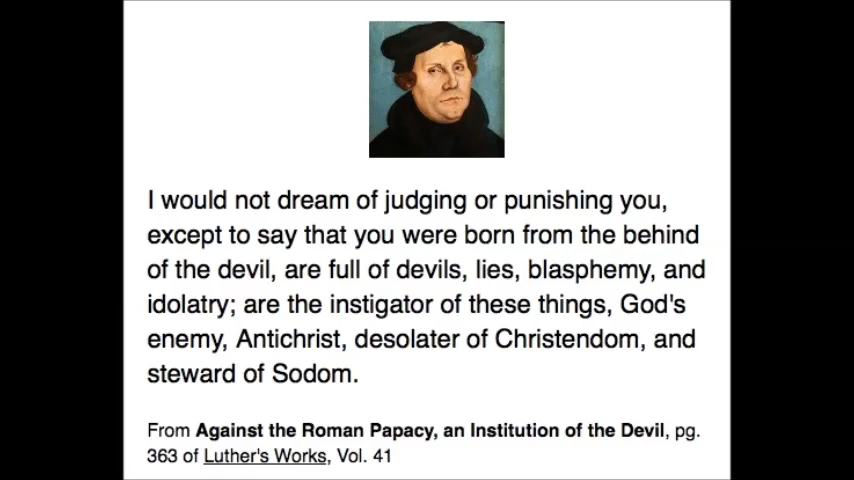 I would not dream of judging or punishing you,
except to say that you were born from the behind
of the devil, are full of devils, lies, blasphemy, and
idolatry; are the instigator of these things, God's
enemy, Antichrist, desolater of Christendom, and
steward of Sodom.
From Against the Roman Papacy, an Institution of the Devil, pg.
363 of Luther's Works, Vol. 41